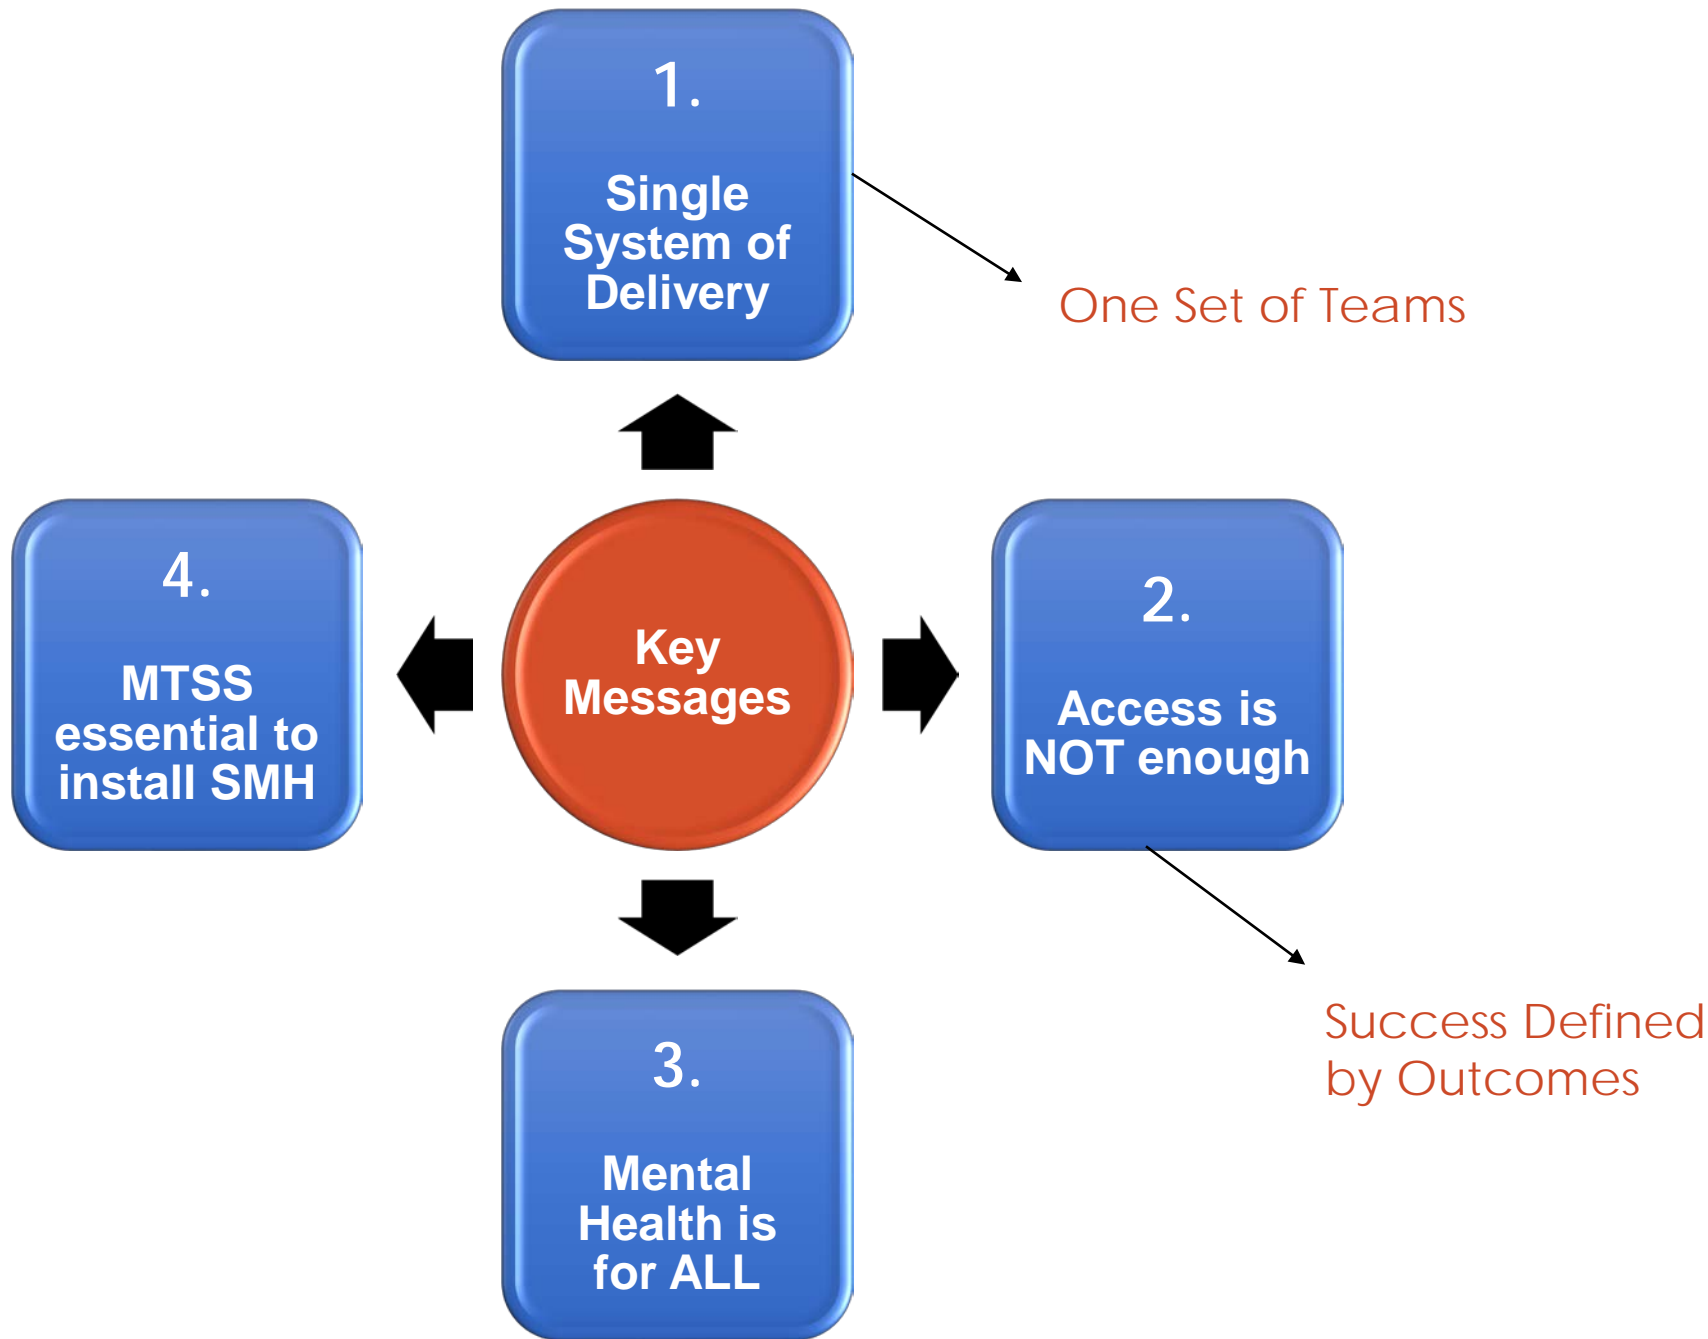 1.
Single
System of
Delivery
One Set of Teams
Key
Messages
2.
Access is
NOT enough
Success Defined
by Outcomes
3.
Mental
Health is
for ALL
4.
MTSS
essential to
install SMH